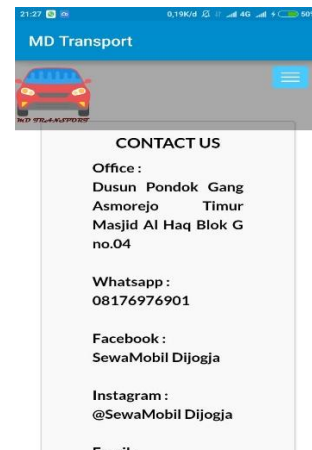 21:27 0,19K/d 4G 50%
MD Transport
MD TRANSPORT
CONTACT US
Office :
Dusun Pondok Gang
Asmorejo Timur
Masjid Al Haq Blok G
no.04
Whatsapp :
08176976901
Facebook :
SewaMobil Dijogja
Instagram :
@SewaMobil Dijogja